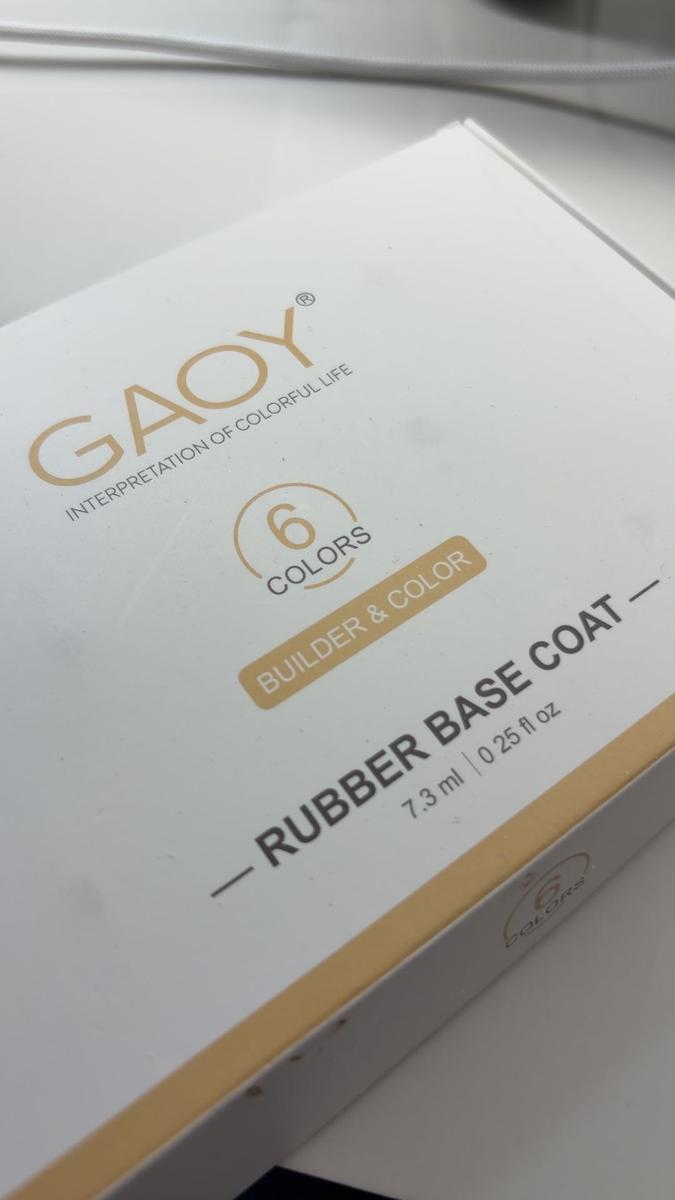 GAOY®
INTERPRETATION OF COLORFUL LIFE
6
COLORS
BUILDER & COLOR
— RUBBER BASE COAT —
7.3 ml | 0 25 fl oz
6
COLORS